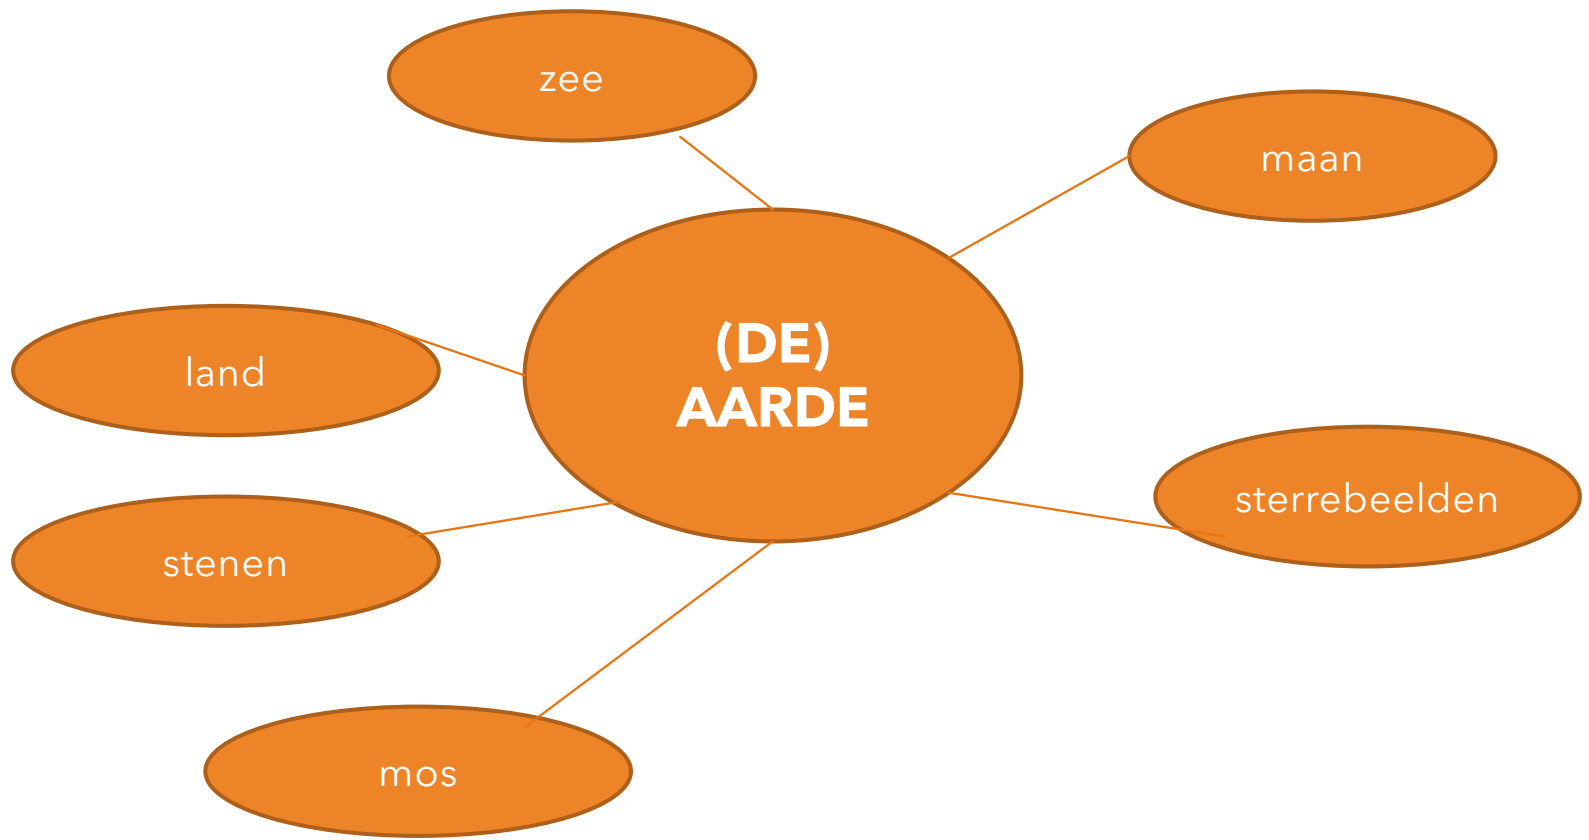 zee
maan
(DE)
AARDE
land
sterrebeelden
stenen
mos